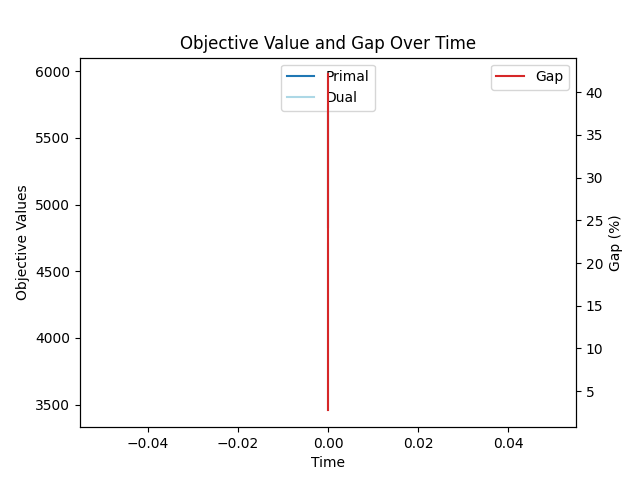 Objective Value and Gap Over Time
6000
5500
5000
4500
4000
3500
Objective Values
Primal
Dual
Gap
40
35
30
25
20
15
10
5
Gap (%)
−0.04
−0.02
0.00
0.02
0.04
Time